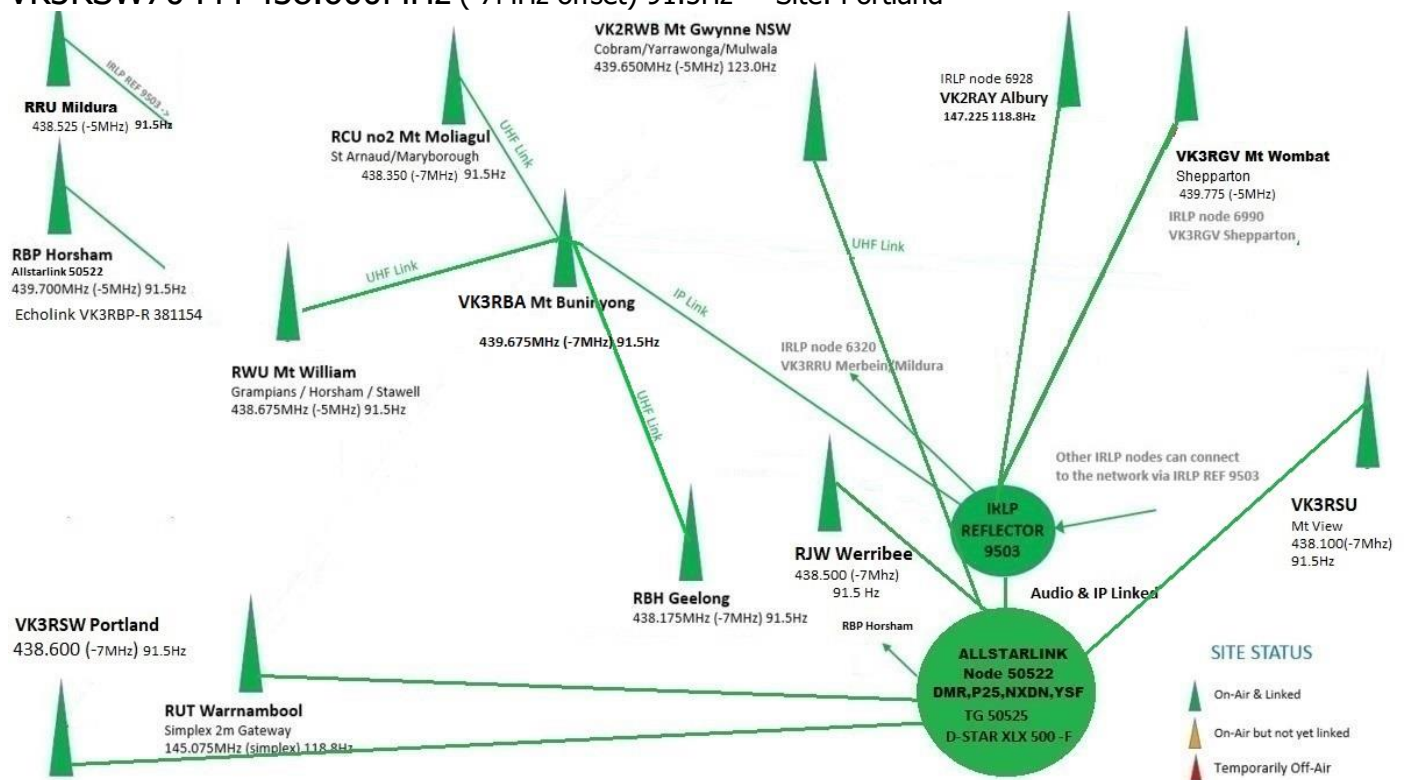 438.600MHz (-7MHz offset) 91.5Hz
IRLP REF 9503 ->
RRU Mildura
438.525 (-5MHz) 91.5Hz
RBP Horsham
Allstarlink 50522
439.700MHz (-5MHz) 91.5Hz
Echolink VK3RBP-R 381154
RCU no2 Mt Moliagul
St Arnaud/Maryborough
438.350 (-7MHz) 91.5Hz
UHF Link
VK2RWB Mt Gwynne NSW
Cobram/Yarrawonga/Mulwala
439.650MHz (-5MHz) 123.0Hz
IRLP node 6928
VK2RAY Albury
147.225 118.8Hz
VK3RGV Mt Wombat
Shepparton
439.775 (-5MHz)
IRLP node 6990
VK3RGV Shepparton
UHF Link
UHF Link
IP Link
VK3RBA Mt Buninyong
439.675MHz (-7MHz) 91.5Hz
RWU Mt William
Grampians / Horsham / Stawell
438.675MHz (-5MHz) 91.5Hz
UHF Link
IRLP node 6320
VK3RRU Merbein/Mildura
Other IRLP nodes can connect
to the network via IRLP REF 9503
IRLP
REFLECTOR
9503
VK3RSU
Mt View
438.100(-7Mhz)
91.5Hz
RJW Werribee
438.500 (-7Mhz)
91.5 Hz
RBH Geelong
438.175MHz (-7MHz) 91.5Hz
Audio & IP Linked
RBP Horsham
VK3RSW Portland
438.600 (-7MHz) 91.5Hz
RUT Warrnambool
Simplex 2m Gateway
145.075MHz (simplex) 118.8Hz
ALLSTARLINK
Node 50522
DMR,P25,NXDN,YSF
TG 50525
D-STAR XLX 500 -F
SITE STATUS
On-Air & Linked
On-Air but not yet linked
Temporarily Off-Air